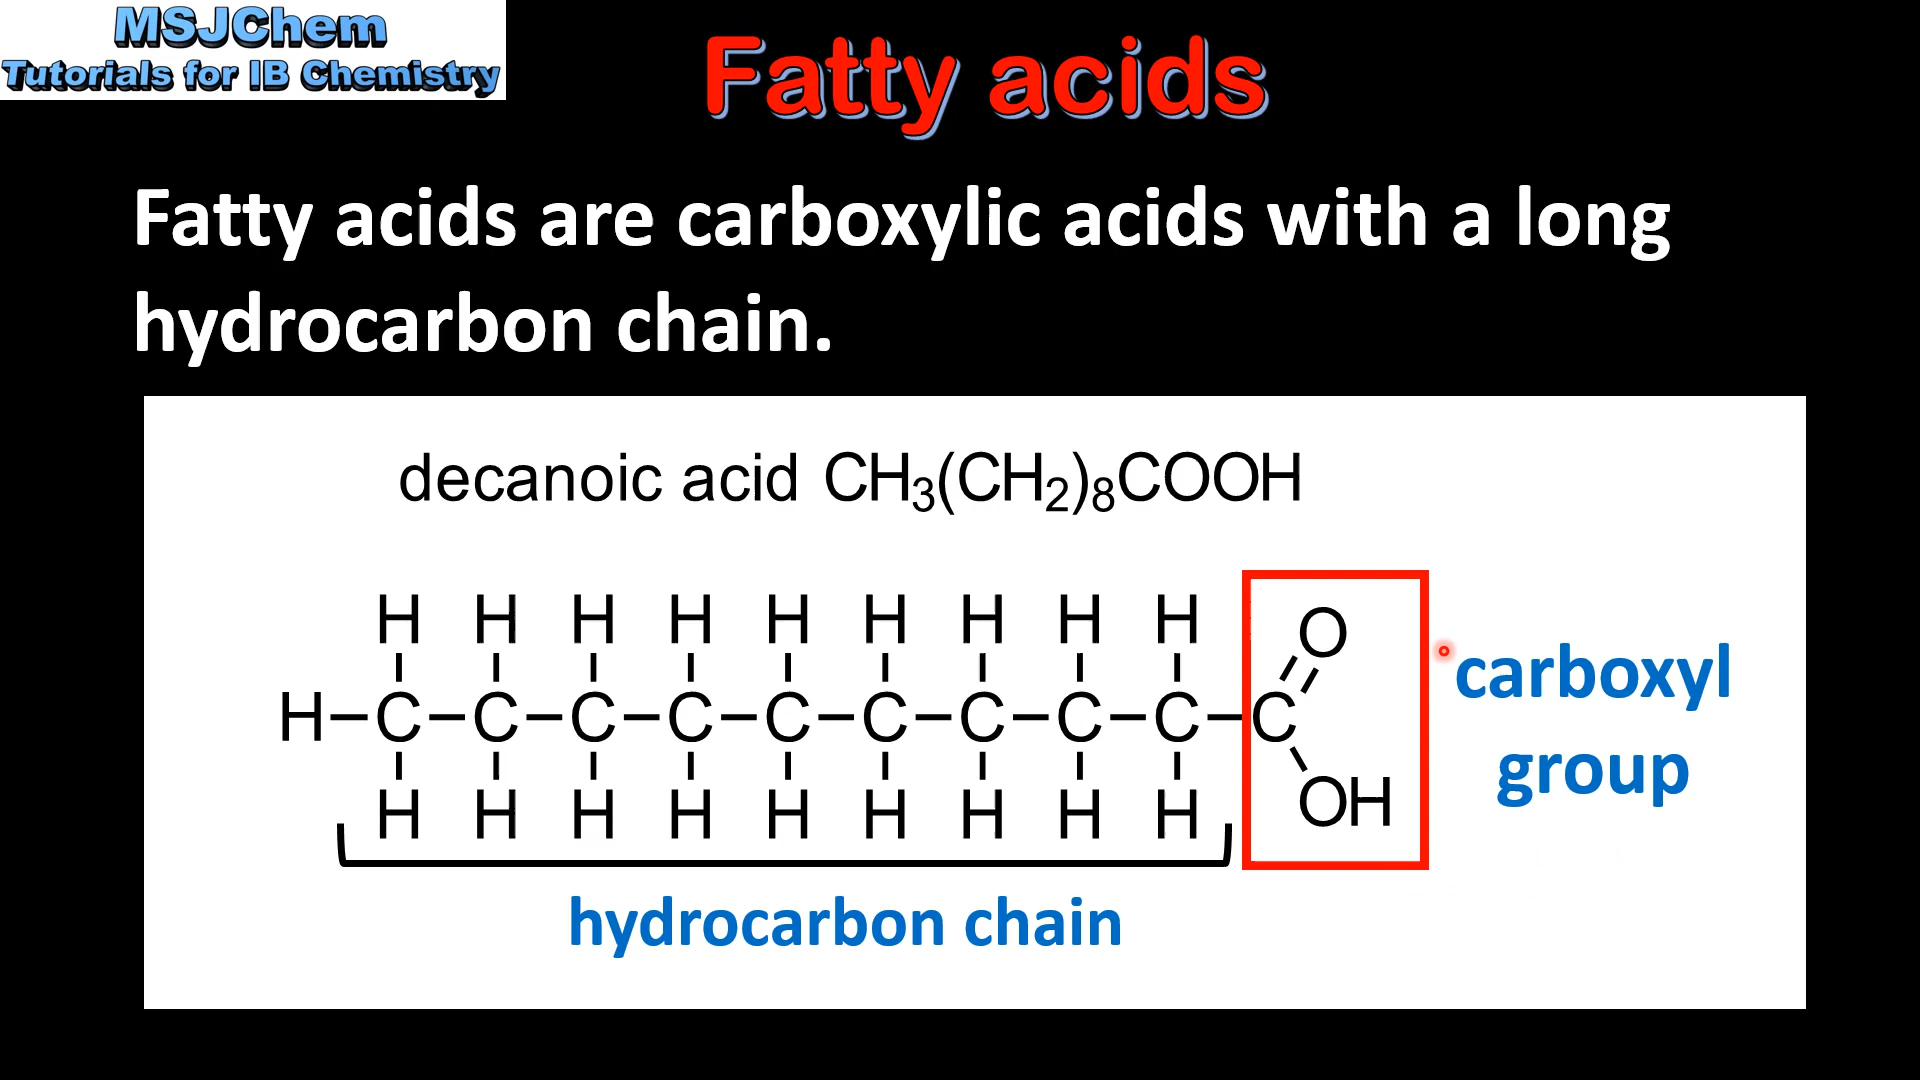 MSJChem
Tutorials for IB Chemistry
Fatty acids
Fatty acids are carboxylic acids with a long
hydrocarbon chain.
decanoic acid CH₃(CH₂)₈COOH
H H H H H H H H H O
H–C–C–C–C–C–C–C–C–C–C
H H H H H H H H H OH
carboxyl
group
hydrocarbon chain